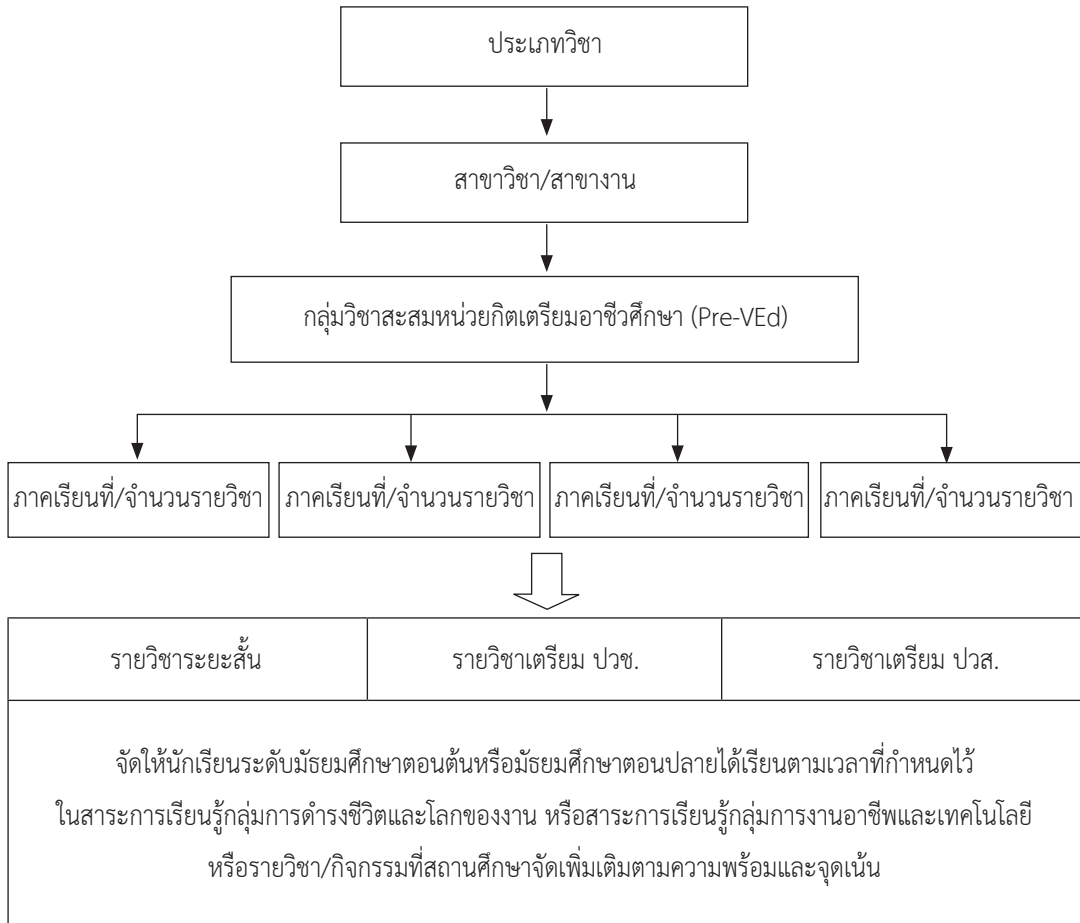 ประเภทวิชา
สาขาวิชา/สาขางาน
กลุ่มวิชาสะสมหน่วยกิตเตรียมอาชีวศึกษา (Pre-VEd)
ภาคเรียนที่/จำนวนรายวิชา
ภาคเรียนที่/จำนวนรายวิชา
ภาคเรียนที่/จำนวนรายวิชา
ภาคเรียนที่/จำนวนรายวิชา
รายวิชาระยะสั้น
รายวิชาเตรียม ปวช.
รายวิชาเตรียม ปวส.
จัดให้นักเรียนระดับมัธยมศึกษาตอนต้นหรือมัธยมศึกษาตอนปลายได้เรียนตามเวลาที่กำหนดไว้
ในสาระการเรียนรู้กลุ่มการดำรงชีวิตและโลกของงาน หรือสาระการเรียนรู้กลุ่มการงานอาชีพและเทคโนโลยี
หรือรายวิชา/กิจกรรมที่สถานศึกษาจัดเพิ่มเติมตามความพร้อมและจุดเน้น